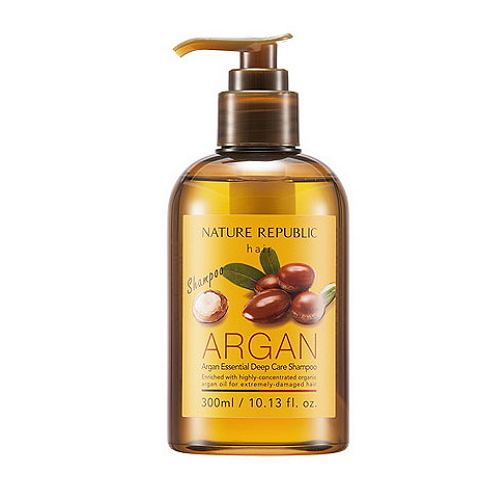 NATURE REPUBLIC
hair
Shampoo
ARGAN
Argan Essential Deep Care Shampoo
Enriched with highly-concentrated organic
argan oil for extremely-damaged hair
300ml / 10.13 fl. oz.